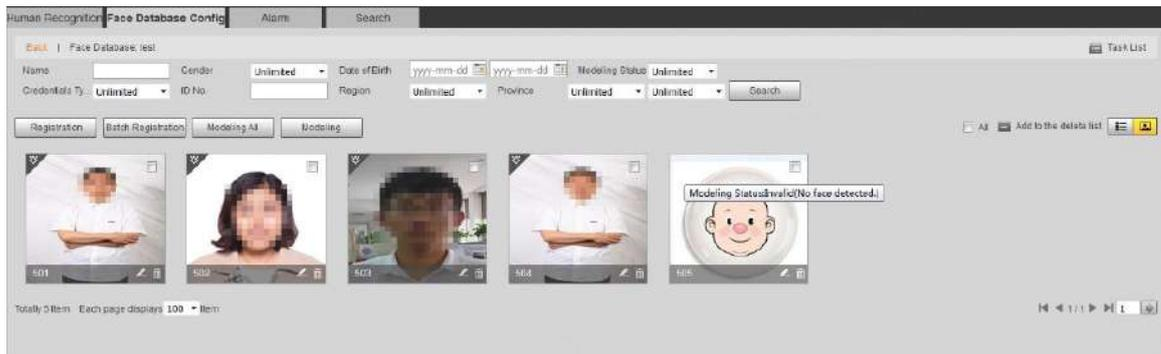 Human Recognition Face Database Config Alarm Search
Back | Face Database: test Task List
Name Gender Unlimited Date of Birth yyyy-mm-dd yyyy-mm-dd Modeling Status Unlimited
Credentials Ty... Unlimited ID No. Region Unlimited Province Unlimited Unlimited Search
Registration Batch Registration Modeling All Modeling All Add to the delete list
Modeling Status:Invalid(No face detected.)
501 502 503 504 505
Totally 5 Item Each page displays 100 Item 1 / 1 1